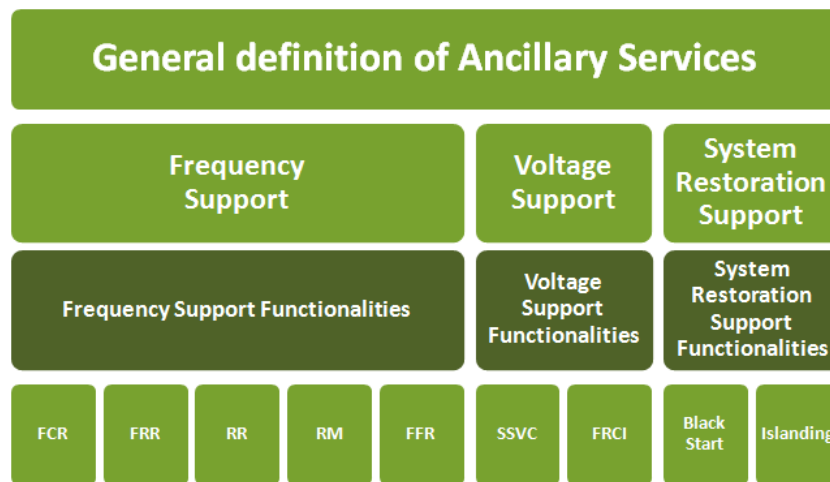 General definition of Ancillary Services
Frequency
Support
Voltage
Support
System
Restoration
Support
Frequency Support Functionalities
Voltage
Support
Functionalities
System
Restoration
Support
Functionalities
FCR
FRR
RR
RM
FFR
SSVC
FRCI
Black
Start
Islanding